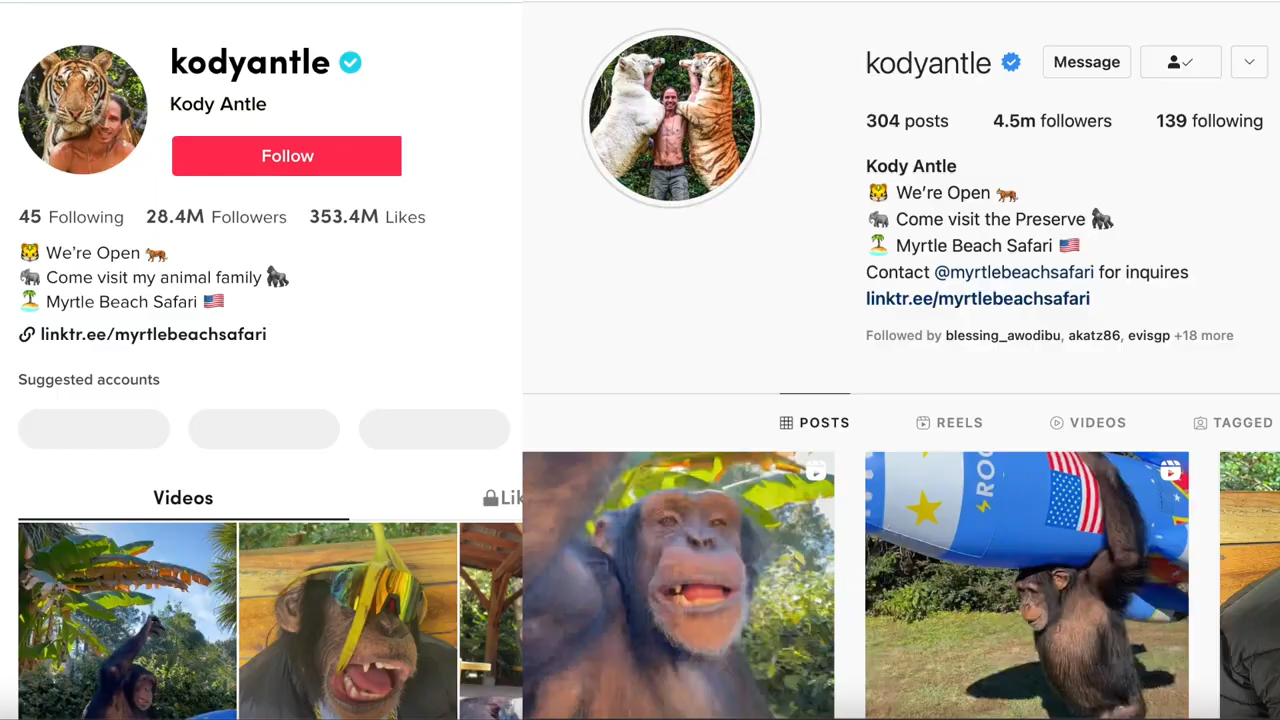 kodyantle
Kody Antle
Follow
45 Following 28.4M Followers 353.4M Likes
🐯 We're Open 🐅
🐘 Come visit my animal family 🦍
🏝️ Myrtle Beach Safari 🇺🇸
linktr.ee/myrtlebeachsafari
Suggested accounts
Videos
Lik
kodyantle
Message
304 posts 4.5m followers 139 following
Kody Antle
🐯 We're Open 🐅
🐘 Come visit the Preserve 🦍
🏝️ Myrtle Beach Safari 🇺🇸
Contact @myrtlebeachsafari for inquires
linktr.ee/myrtlebeachsafari
Followed by blessing_awodibu, akatz86, evisgp +18 more
POSTS REELS VIDEOS TAGGED
ROC